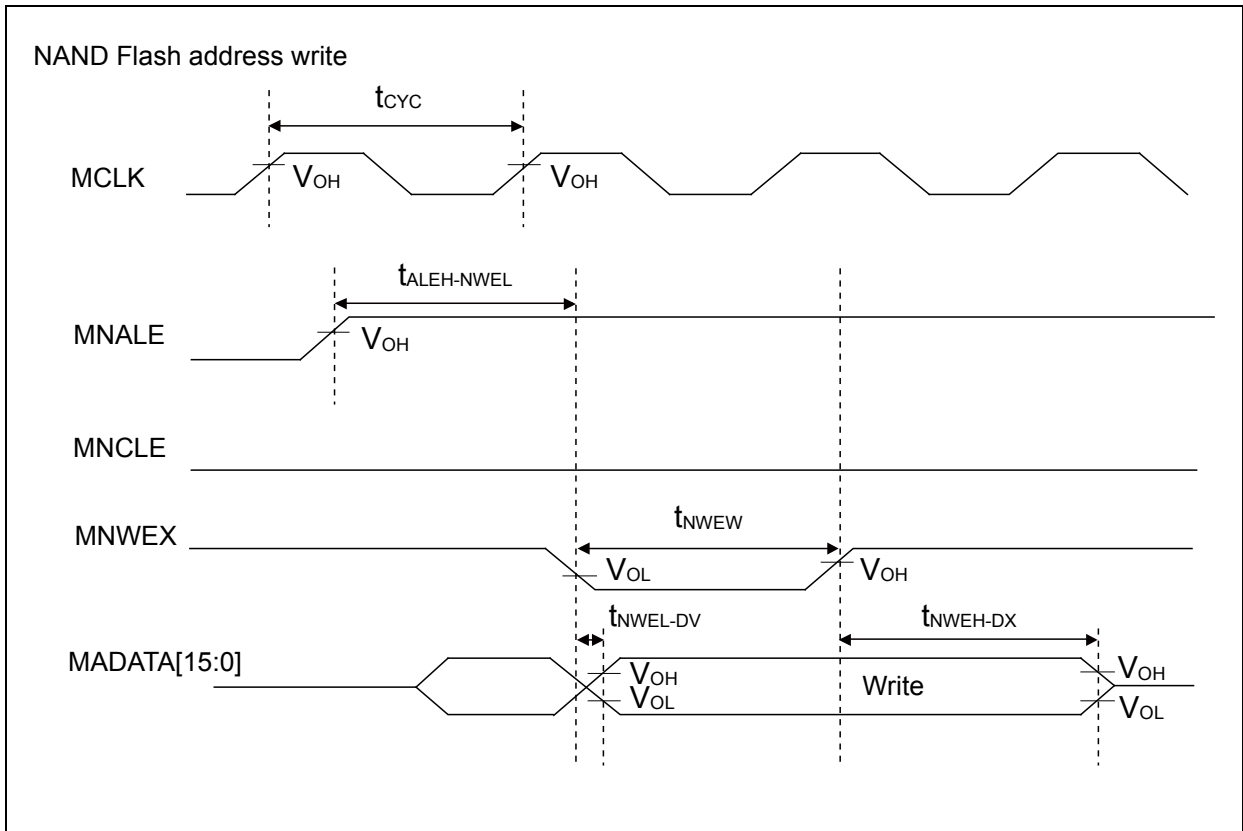 NAND Flash address write
tCYC
MCLK
VOH
VOH
tALEH-NWEL
MNALE
VOH
MNCLE
tNWEW
MNWEX
VOL
VOH
tNWEL-DV
tNWEH-DX
MADATA[15:0]
VOH
VOL
Write
VOH
VOL